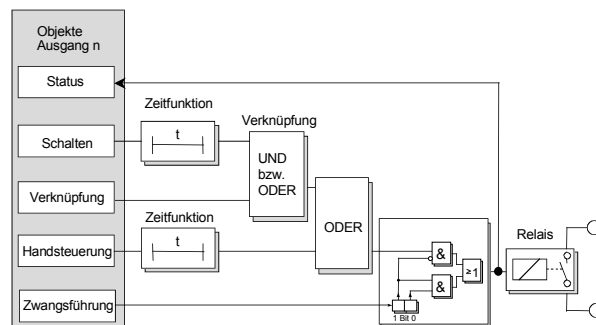 Objekte
Ausgang n
Status
Schalten
Verknüpfung
Handsteuerung
Zwangsführung
Zeitfunktion
t
Verknüpfung
UND
bzw.
ODER
Zeitfunktion
t
ODER
&
&
≥1
1 Bit 0
Relais